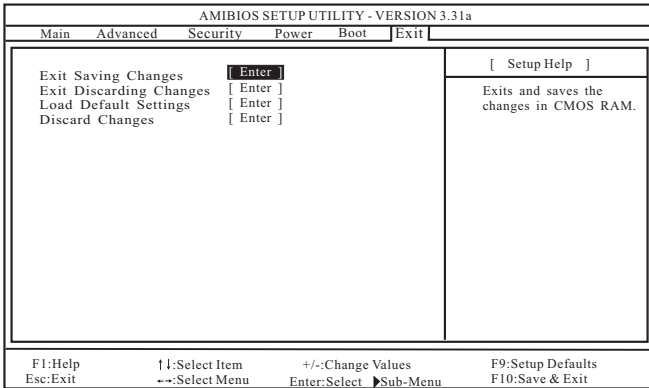 AMIBIOS SETUP UTILITY - VERSION 3.31a
Main Advanced Security Power Boot Exit
[ Setup Help ]
Exit Saving Changes [ Enter ]
Exit Discarding Changes [ Enter ]
Load Default Settings [ Enter ]
Discard Changes [ Enter ]
Exits and saves the
changes in CMOS RAM.
F1:Help ↑↓:Select Item +/-:Change Values F9:Setup Defaults
Esc:Exit ←→:Select Menu Enter:Select ▶Sub-Menu F10:Save & Exit